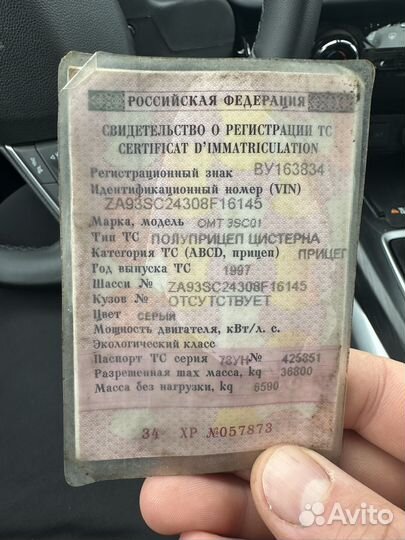 РОССИЙСКАЯ ФЕДЕРАЦИЯ
СВИДЕТЕЛЬСТВО О РЕГИСТРАЦИИ ТС
CERTIFICAT D'IMMATRICULATION
Регистрационный знак ВУ163834
Идентификационный номер (VIN)
ZA93SC24308F16145
Марка, модель ОМТ 3SC01
Тип ТС ПОЛУПРИЦЕП ЦИСТЕРНА
Категория ТС (ABCD, прицеп) ПРИЦЕП
Год выпуска ТС 1997
Шасси № ZA93SC24308F16145
Кузов № ОТСУТСТВУЕТ
Цвет СЕРЫЙ
Мощность двигателя, кВт/л. с.
Экологический класс
Паспорт ТС серия 78УН № 425851
Разрешенная max масса, kg 36800
Масса без нагрузки, kg 6590
34 ХР №057873
Avito